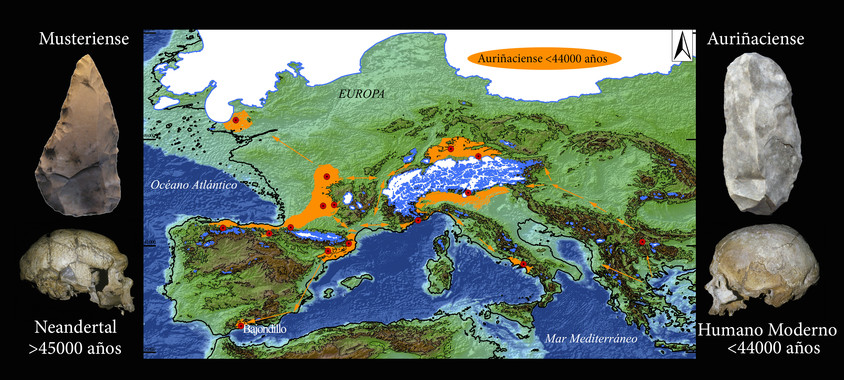 Musteriense
Neandertal
>45000 años
Auriñaciense <44000 años
EUROPA
Océano Atlántico
Bajondillo
Mar Mediterráneo
Auriñaciense
Humano Moderno
<44000 años